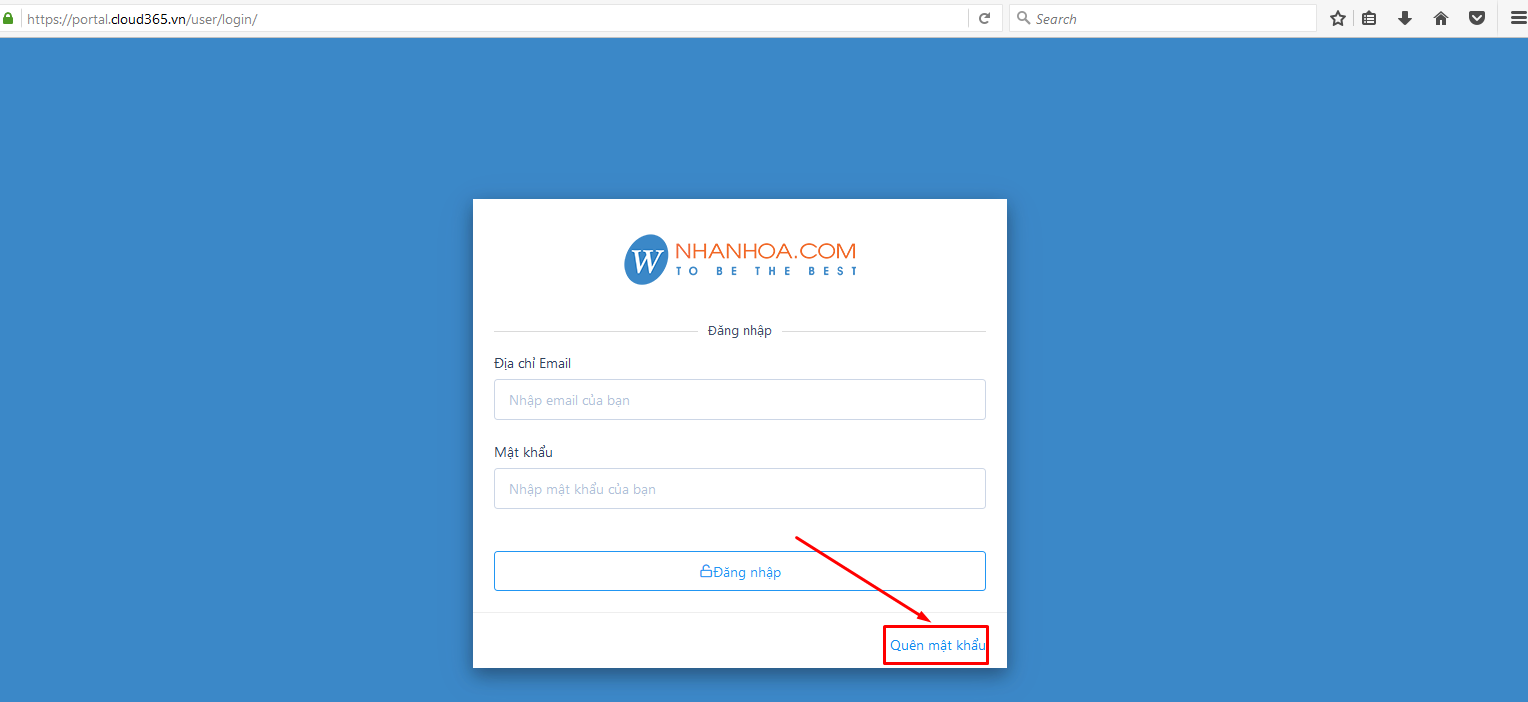 https://portal.cloud365.vn/user/login/
Search
W
NHANHOA.COM
TO BE THE BEST
Đăng nhập
Địa chỉ Email
Nhập email của bạn
Mật khẩu
Nhập mật khẩu của bạn
Đăng nhập
Quên mật khẩu